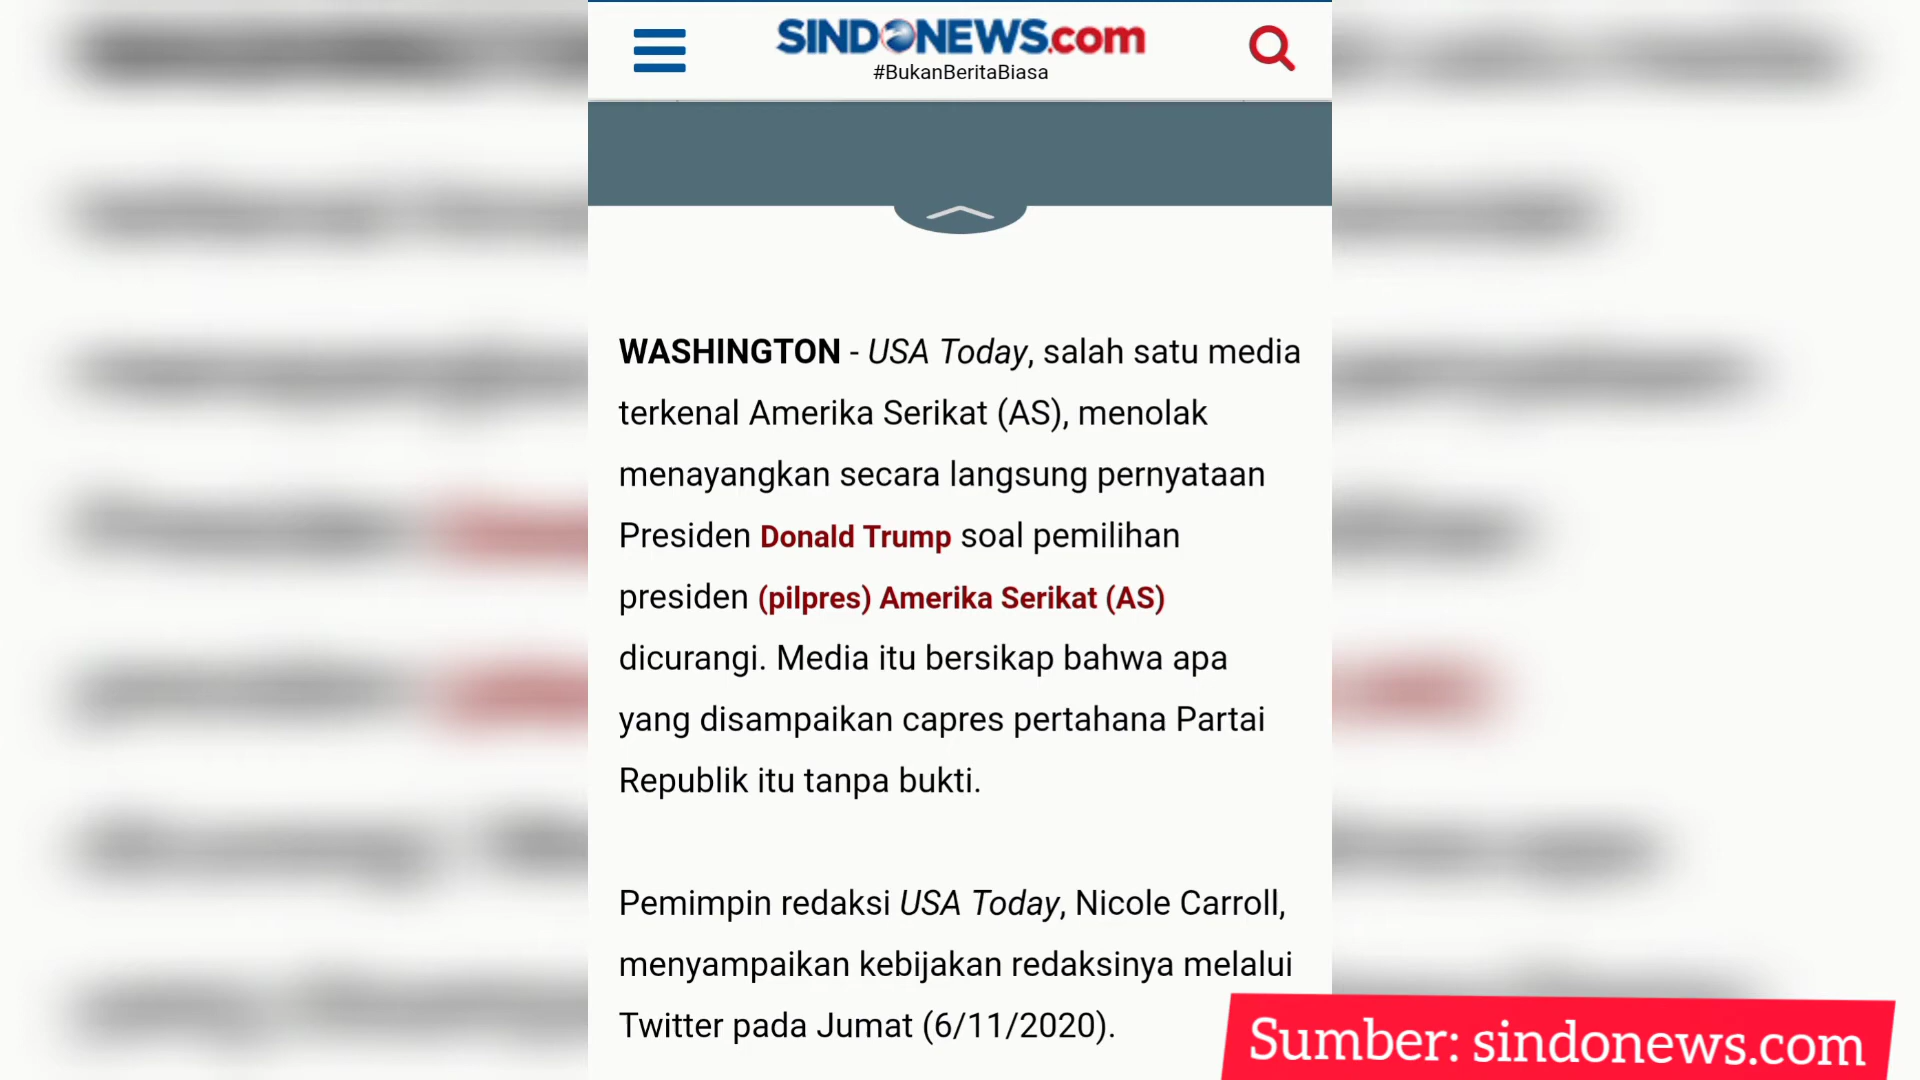 SINDONEWS.com
#BukanBeritaBiasa
WASHINGTON - USA Today, salah satu media
terkenal Amerika Serikat (AS), menolak
menayangkan secara langsung pernyataan
Presiden Donald Trump soal pemilihan
presiden (pilpres) Amerika Serikat (AS)
dicurangi. Media itu bersikap bahwa apa
yang disampaikan capres pertahana Partai
Republik itu tanpa bukti.
Pemimpin redaksi USA Today, Nicole Carroll,
menyampaikan kebijakan redaksinya melalui
Twitter pada Jumat (6/11/2020).
Sumber: sindonews.com